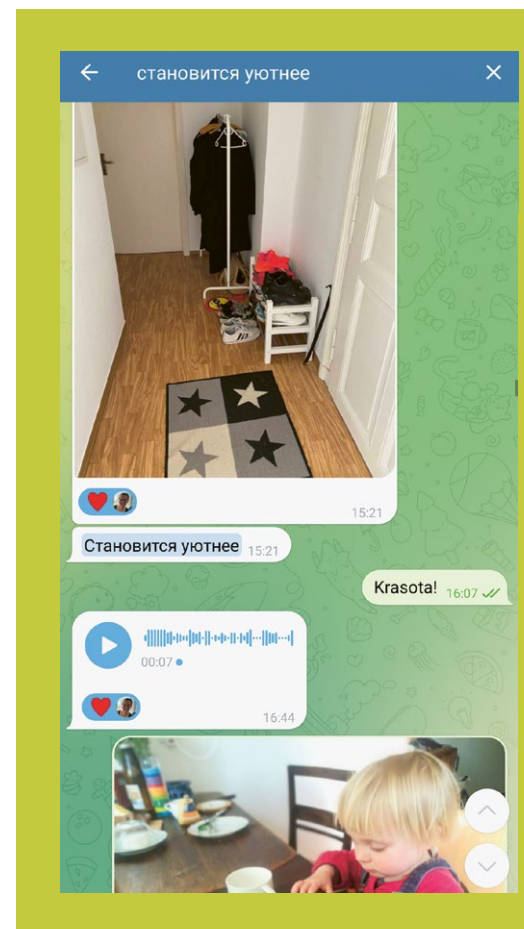 становится уютнее
15:21
Становится уютнее 15:21
Krasota! 16:07
00:07
16:44